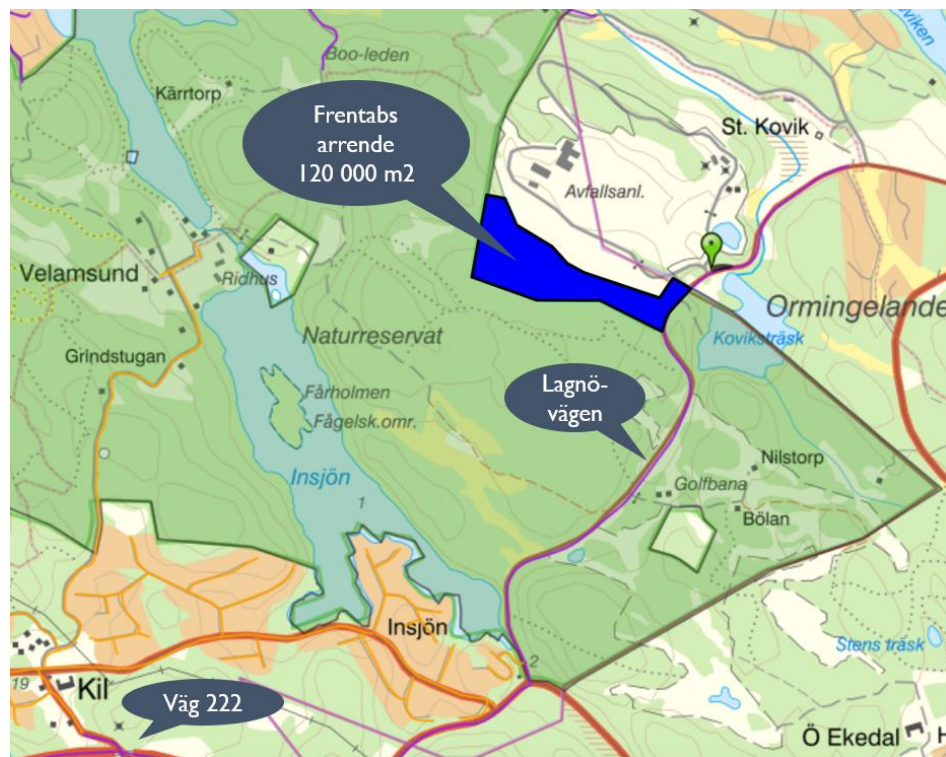 Boo-leden
Kärrtorp
Frentabs
arrende
120 000 m2
St. Kovik
Avfallsanl.
Velamsund
Ridhus
Ormingelande
Naturreservat
Koviksträsk
Grindstugan
Fårholmen
Fågelsk.omr.
Lagnö-
vägen
Insjön
1
Nilstorp
Golfbana
Bölan
Insjön
Stens träsk
2
19
Kil
Väg 222
Ö Ekedal
H